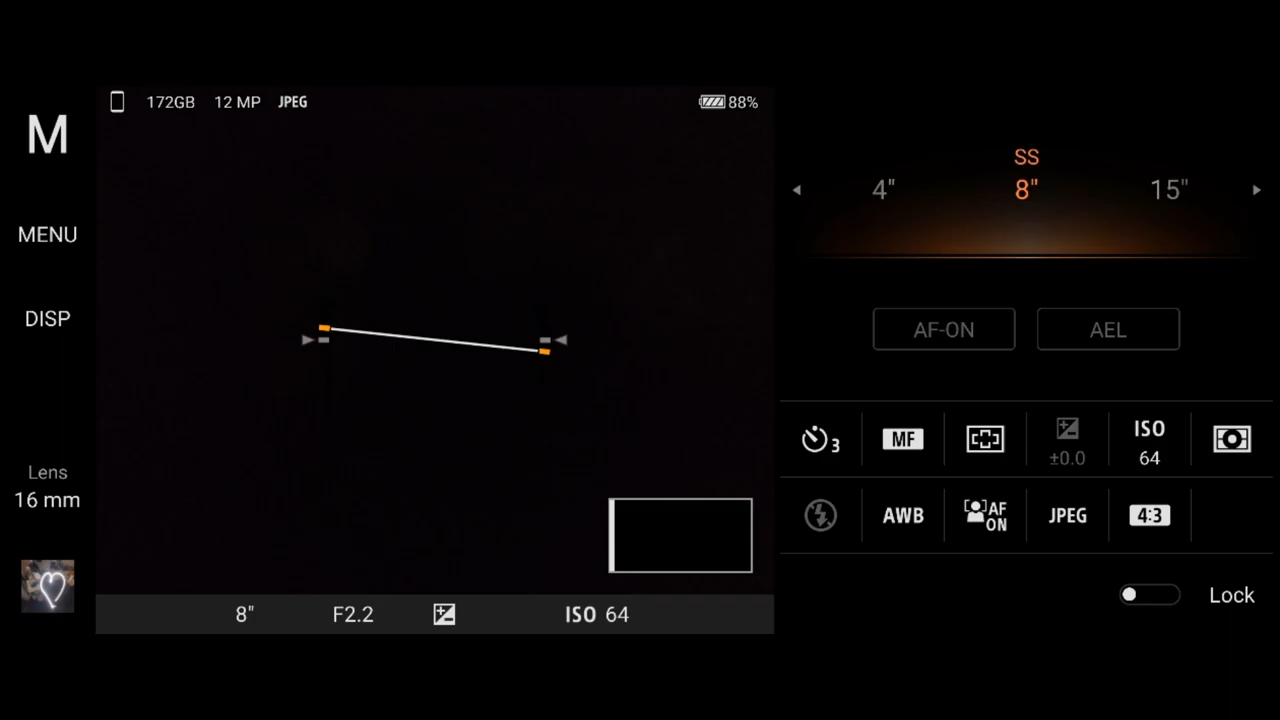 172GB 12 MP JPEG 88%
M
SS
4" 8" 15"
MENU
DISP
AF-ON AEL
3 MF ISO
±0.0 64
Lens
16 mm
AWB AF ON JPEG 4:3
Lock
8" F2.2 ISO 64